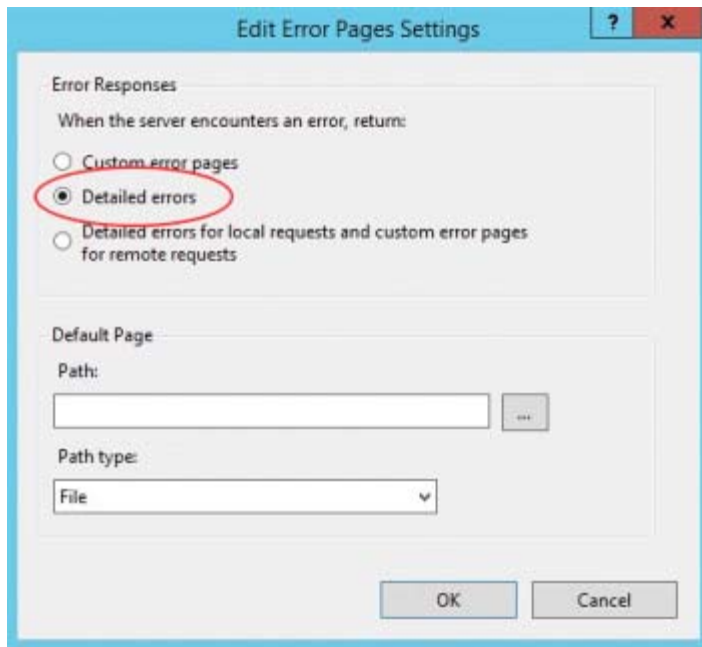 Edit Error Pages Settings
?
x
Error Responses
When the server encounters an error, return:
Custom error pages
Detailed errors
Detailed errors for local requests and custom error pages
for remote requests
Default Page
Path:
...
Path type:
File
OK
Cancel